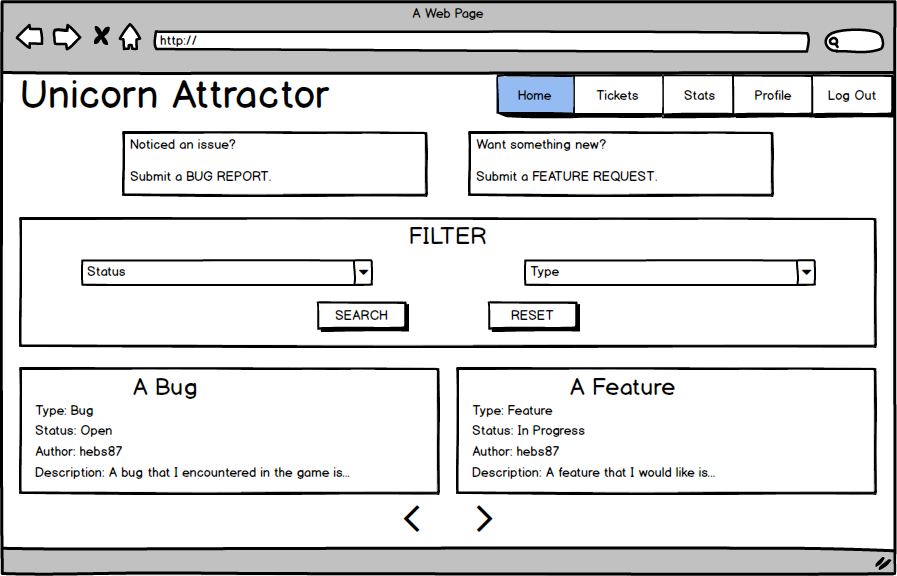 A Web Page
http://
Unicorn Attractor
Home Tickets Stats Profile Log Out
Noticed an issue?
Submit a BUG REPORT.
Want something new?
Submit a FEATURE REQUEST.
FILTER
Status
Type
SEARCH
RESET
A Bug
Type: Bug
Status: Open
Author: hebs87
Description: A bug that I encountered in the game is...
A Feature
Type: Feature
Status: In Progress
Author: hebs87
Description: A feature that I would like is...